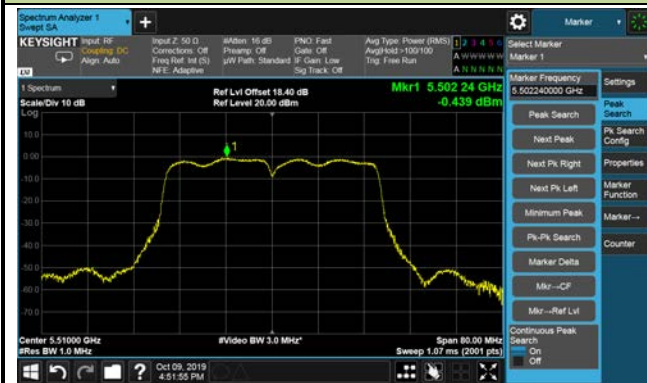 Spectrum Analyzer 1
Swept SA
+
Marker
KEYSIGHT
Input: RF
Coupling: DC
Align: Auto
Input Z: 50 Ω
Corrections: Off
Freq Ref: Int (S)
NFE: Adaptive
#Atten: 16 dB
Preamp: Off
µW Path: Standard
PNO: Fast
Gate: Off
IF Gain: Low
Sig Track: Off
Avg Type: Power (RMS)
Avg|Hold:>100/100
Trig: Free Run
1 2 3 4 5 6
A W W W W W
A N N N N N
Select Marker
Marker 1
LXI
1 Spectrum
Scale/Div 10 dB
Log
Ref Lvl Offset 18.40 dB
Ref Level 20.00 dBm
Mkr1 5.502 24 GHz
-0.439 dBm
10.0
0.00
-10.0
-20.0
-30.0
-40.0
-50.0
-60.0
-70.0
1
Center 5.51000 GHz
#Res BW 1.0 MHz
#Video BW 3.0 MHz*
Span 80.00 MHz
Sweep 1.07 ms (2001 pts)
Marker Frequency
5.502240000 GHz
Peak Search
Next Peak
Next Pk Right
Next Pk Left
Minimum Peak
Pk-Pk Search
Marker Delta
Mkr→CF
Mkr→Ref Lvl
Continuous Peak
Search
On
Off
Settings
Peak
Search
Pk Search
Config
Properties
Marker
Function
Marker→
Counter
?
Oct 09, 2019
4:51:55 PM